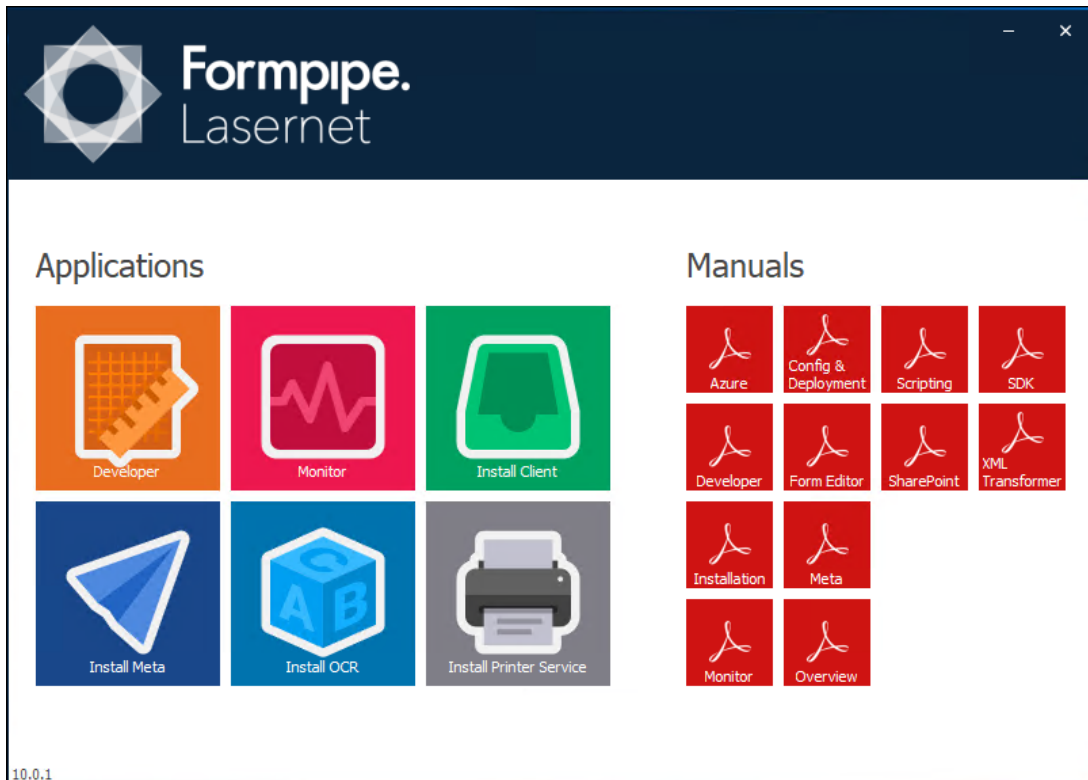 Formpipe.
Lasernet
Applications
Manuals
Developer
Monitor
Install Client
Install Meta
Install OCR
Install Printer Service
Azure
Config &
Deployment
Scripting
SDK
Developer
Form Editor
SharePoint
XML
Transformer
Installation
Meta
Monitor
Overview
10.0.1